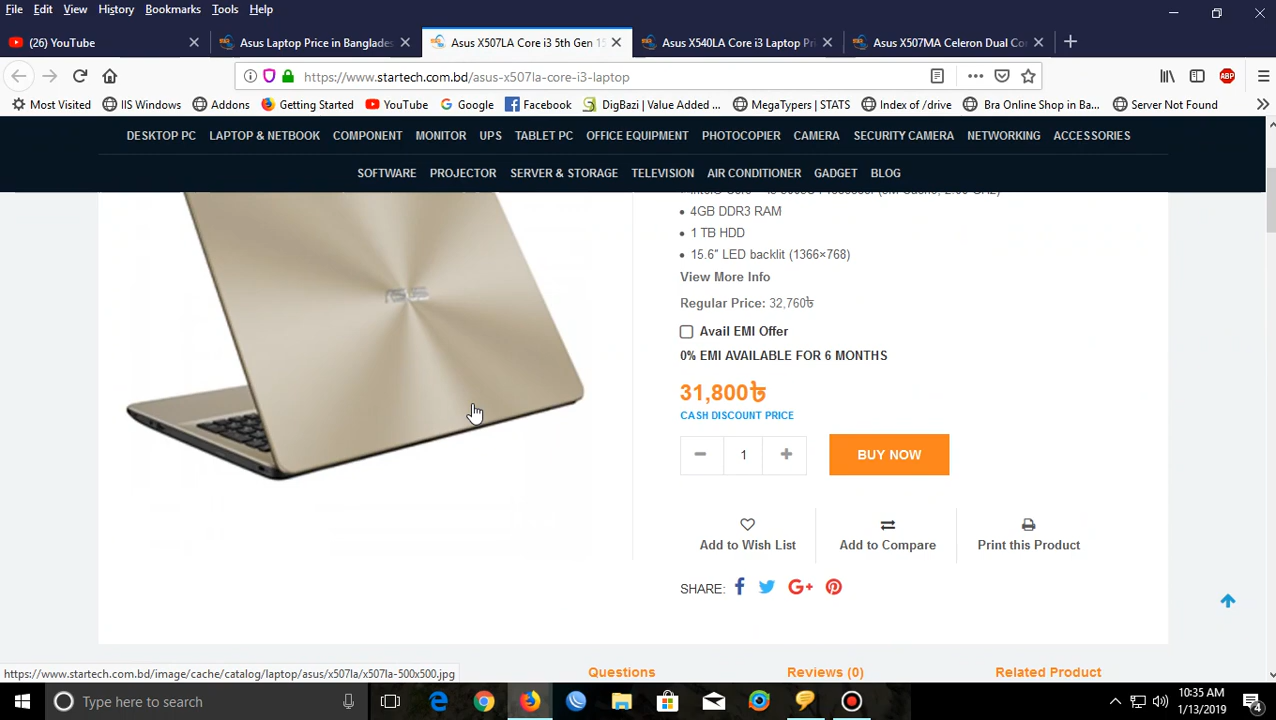 File Edit View History Bookmarks Tools Help
(26) YouTube
Asus Laptop Price in Banglades
Asus X507LA Core i3 5th Gen 15
Asus X540LA Core i3 Laptop Pri
Asus X507MA Celeron Dual Cor
https://www.startech.com.bd/asus-x507la-core-i3-laptop
ABP
Most Visited IIS Windows Addons Getting Started YouTube Google Facebook DigBazi | Value Added ... MegaTypers | STATS Index of /drive Bra Online Shop in Ba... Server Not Found
DESKTOP PC LAPTOP & NETBOOK COMPONENT MONITOR UPS TABLET PC OFFICE EQUIPMENT PHOTOCOPIER CAMERA SECURITY CAMERA NETWORKING ACCESSORIES
SOFTWARE PROJECTOR SERVER & STORAGE TELEVISION AIR CONDITIONER GADGET BLOG
• 4GB DDR3 RAM
• 1 TB HDD
• 15.6″ LED backlit (1366×768)
View More Info
Regular Price: 32,760৳
Avail EMI Offer
0% EMI AVAILABLE FOR 6 MONTHS
31,800৳
CASH DISCOUNT PRICE
1
BUY NOW
Add to Wish List Add to Compare Print this Product
SHARE:
ASUS
https://www.startech.com.bd/image/cache/catalog/laptop/asus/x507la/x507la-500x500.jpg
Questions Reviews (0) Related Product
Type here to search
10:35 AM
1/13/2019
4